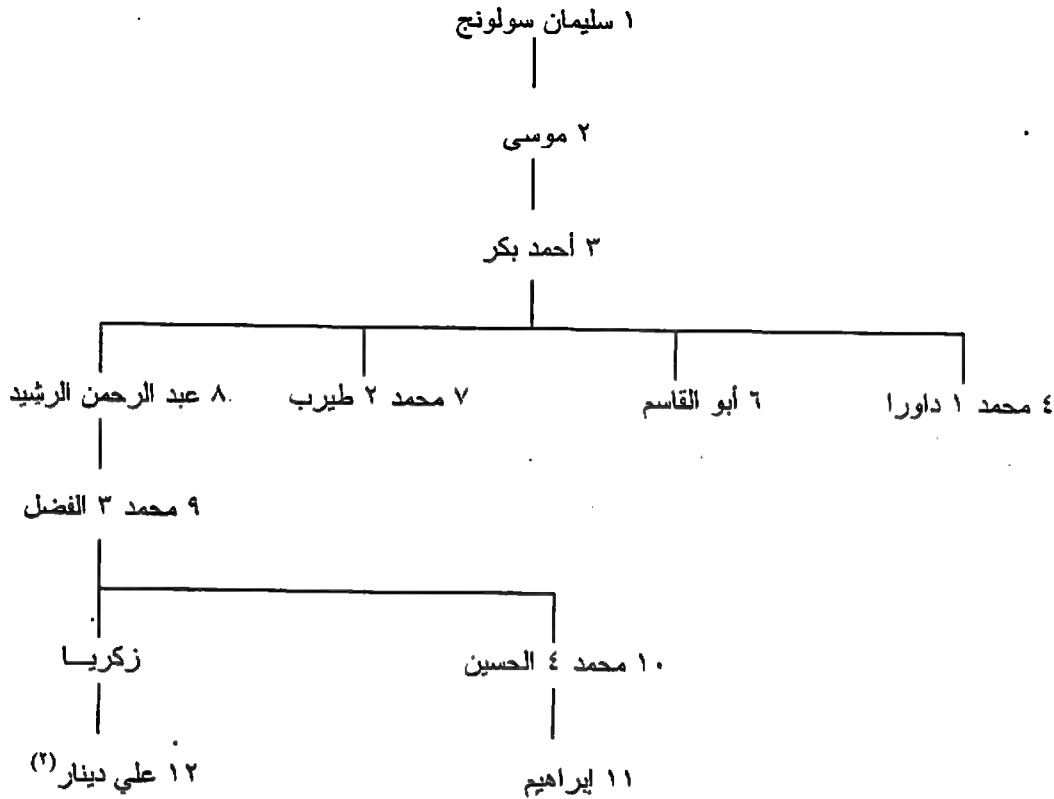 ١ سليمان سولونج
٢ موسى
٣ أحمد بكر
٤ محمد ١ داورا
٦ أبو القاسم
٧ محمد ٢ طيرب
٨ عبد الرحمن الرشيد
٩ محمد ٣ الفضل
١٠ محمد ٤ الحسين
زكريــا
١١ إبراهيم
١٢ علي دينار (٢)